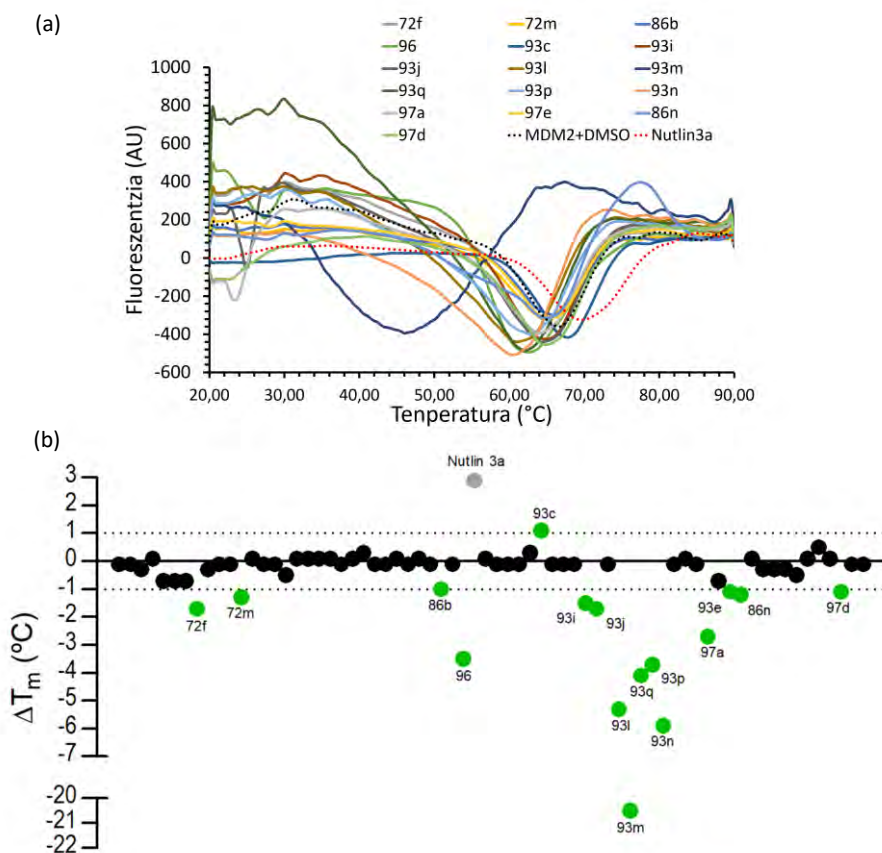 (a)
72f 72m 86b
96 93c 93i
93j 93l 93m
93q 93p 93n
97a 97e 86n
97d MDM2+DMSO Nutlin3a
Fluoreszentzia (AU)
1000
800
600
400
200
0
-200
-400
-600
20,00 30,00 40,00 50,00 60,00 70,00 80,00 90,00
Tenperatura (°C)
(b)
ΔTm (ºC)
3
2
1
0
-1
-2
-3
-4
-5
-6
-7
-20
-21
-22
Nutlin 3a
93c
72f
72m
86b
96
93i
93j
93e
86n
97d
97a
93p
93q
93l
93n
93m